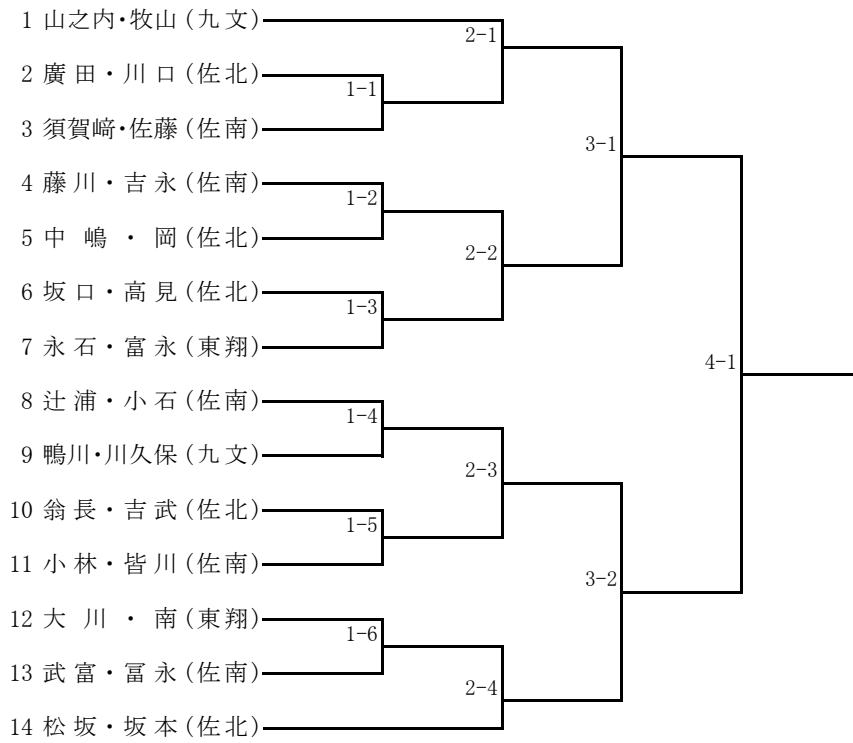 1 山之内・牧山(九文)
2-1
2 廣田・川口(佐北)
1-1
3 須賀﨑・佐藤(佐南)
3-1
4 藤川・吉永(佐南)
1-2
5 中嶋・岡(佐北)
2-2
6 坂口・高見(佐北)
1-3
7 永石・富永(東翔)
4-1
8 辻浦・小石(佐南)
1-4
9 鴨川・川久保(九文)
2-3
10 翁長・吉武(佐北)
1-5
11 小林・皆川(佐南)
3-2
12 大川・南(東翔)
1-6
13 武富・冨永(佐南)
2-4
14 松坂・坂本(佐北)